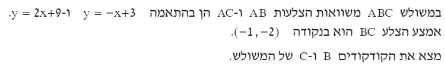 במשולש ABC משוואות הצלעות AB ו-AC הן בהתאמה y = −x+3 ו-y = 2x+9.
אמצע הצלע BC הוא בנקודה (−1,−2).
מצא את הקודקודים B ו-C של המשולש.